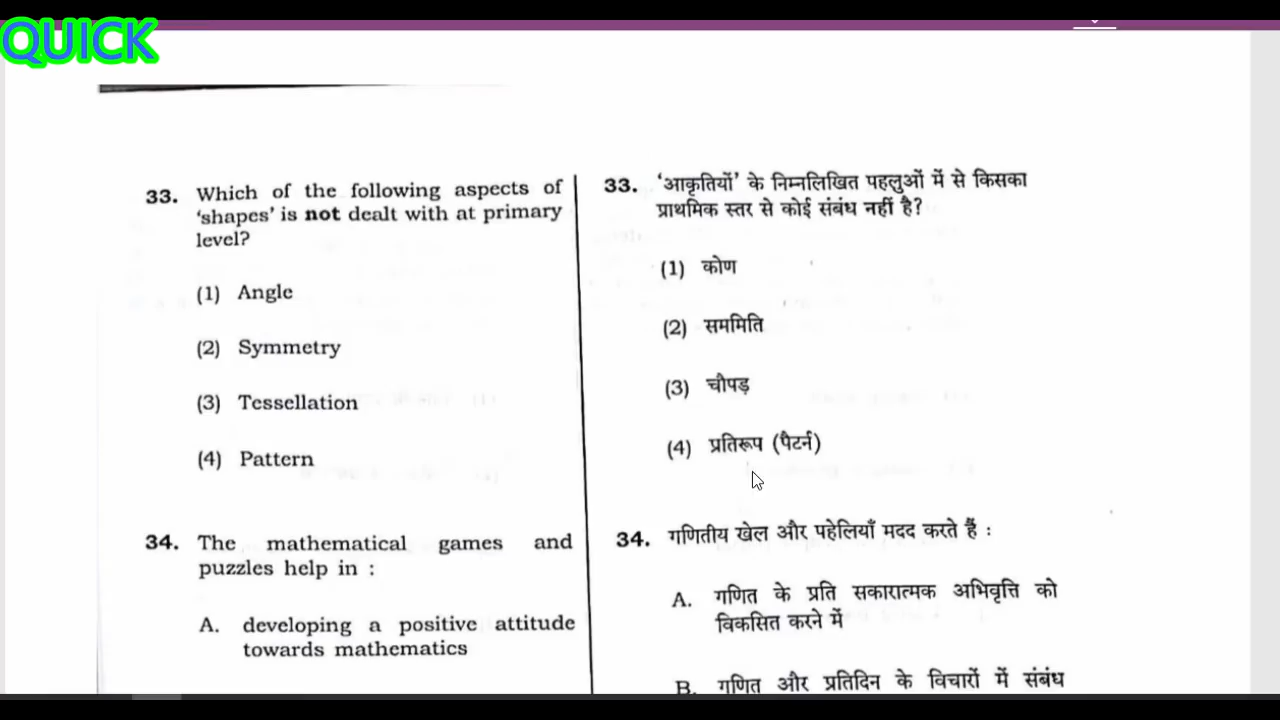 QUICK
33. Which of the following aspects of
'shapes' is not dealt with at primary
level?
(1) Angle
(2) Symmetry
(3) Tessellation
(4) Pattern
34. The mathematical games and
puzzles help in :
A. developing a positive attitude
towards mathematics
33. 'आकृतियों' के निम्नलिखित पहलुओं में से किसका
प्राथमिक स्तर से कोई संबंध नहीं है?
(1) कोण
(2) सममिति
(3) चौपड़
(4) प्रतिरूप (पैटर्न)
34. गणितीय खेल और पहेलियाँ मदद करते हैं :
A. गणित के प्रति सकारात्मक अभिवृत्ति को
विकसित करने में
B. गणित और प्रतिदिन के विचारों में संबंध